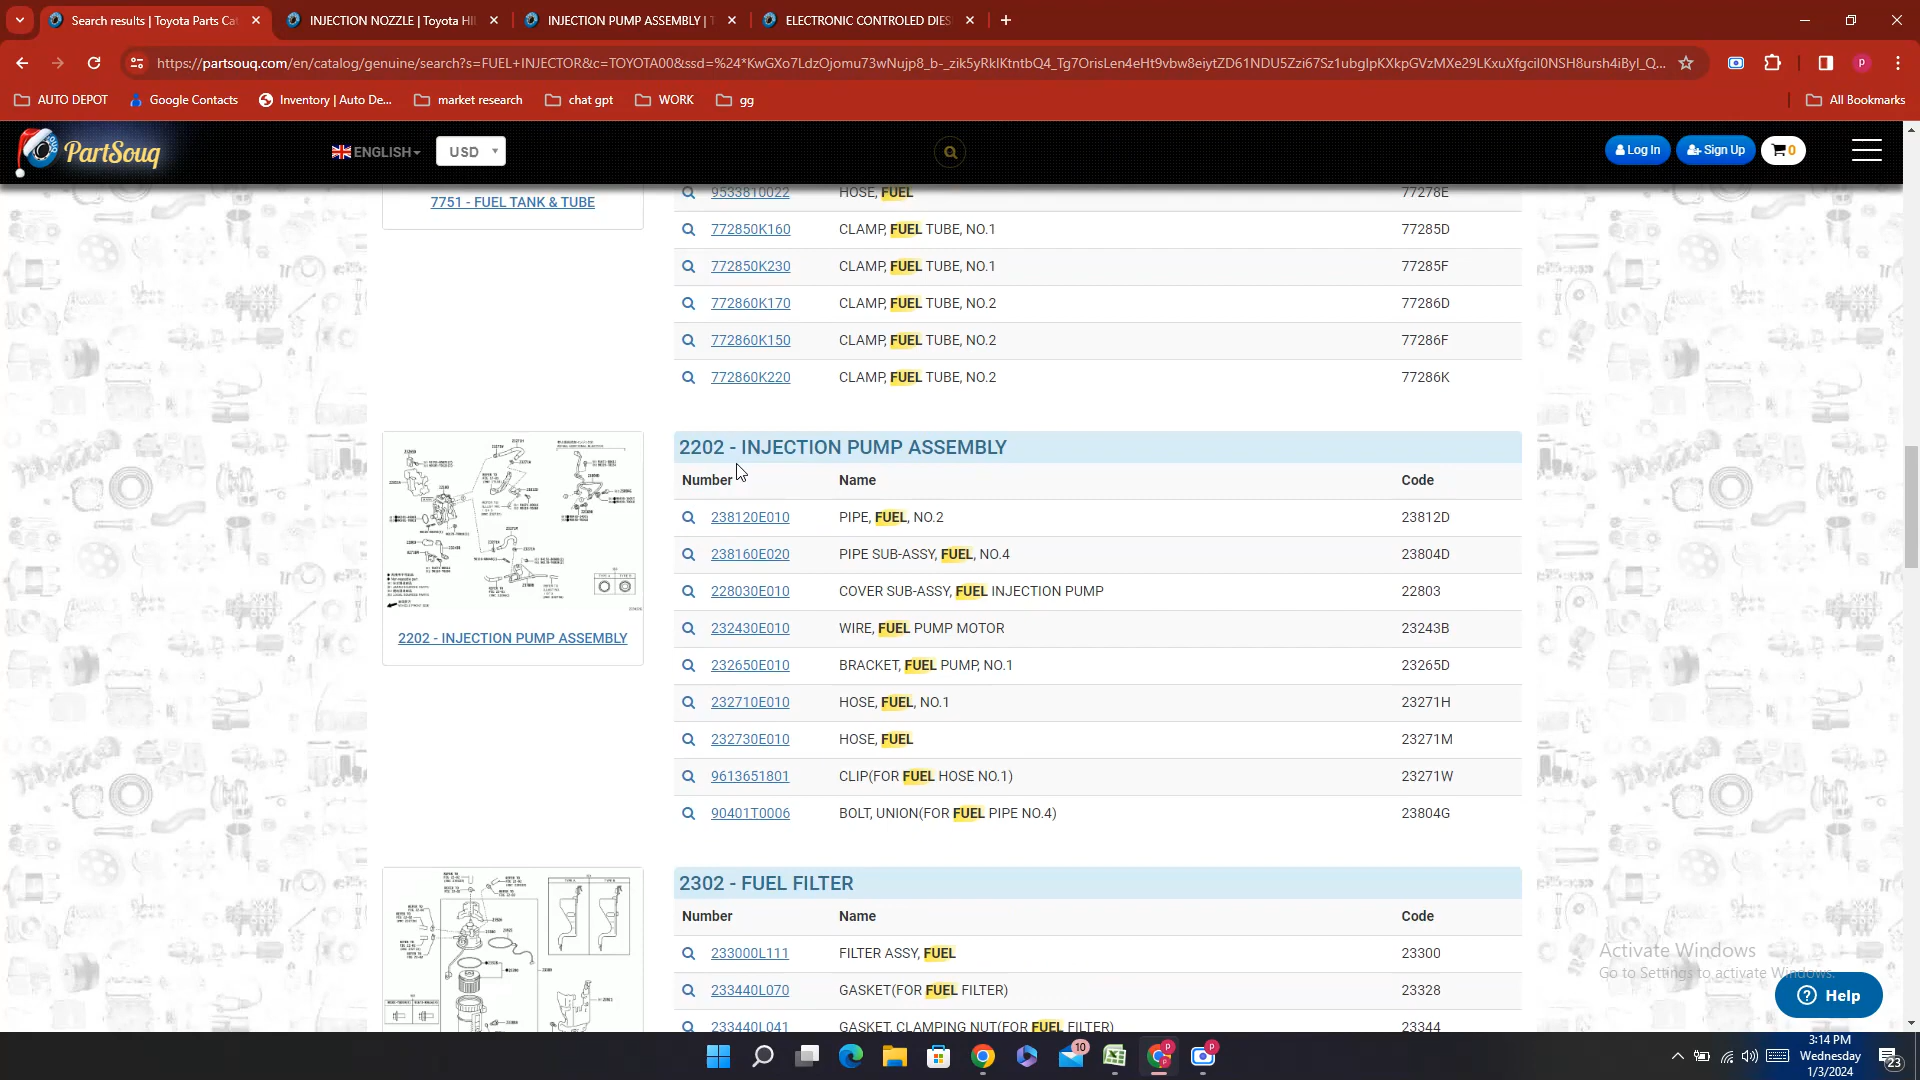 Search results | Toyota Parts Cat
INJECTION NOZZLE | Toyota HI
INJECTION PUMP ASSEMBLY | T
ELECTRONIC CONTROLED DIES
https://partsouq.com/en/catalog/genuine/search?s=FUEL+INJECTOR&c=TOYOTA00&ssd=%24*
P
AUTO DEPOT
Google Contacts
Inventory | Auto De...
market research
chat gpt
WORK
gg
All Bookmarks
PartSouq
ENGLISH
USD
Log In
Sign Up
0
7751 - FUEL TANK & TUBE
9533810022 HOSE, FUEL 77278E
772850K160 CLAMP, FUEL TUBE, NO.1 77285D
772850K230 CLAMP, FUEL TUBE, NO.1 77285F
772860K170 CLAMP, FUEL TUBE, NO.2 77286D
772860K150 CLAMP, FUEL TUBE, NO.2 77286F
772860K220 CLAMP, FUEL TUBE, NO.2 77286K
2202 - INJECTION PUMP ASSEMBLY
2202 - INJECTION PUMP ASSEMBLY
Number Name Code
238120E010 PIPE, FUEL, NO.2 23812D
238160E020 PIPE SUB-ASSY, FUEL, NO.4 23804D
228030E010 COVER SUB-ASSY, FUEL INJECTION PUMP 22803
232430E010 WIRE, FUEL PUMP MOTOR 23243B
232650E010 BRACKET, FUEL PUMP, NO.1 23265D
232710E010 HOSE, FUEL, NO.1 23271H
232730E010 HOSE, FUEL 23271M
9613651801 CLIP(FOR FUEL HOSE NO.1) 23271W
90401T0006 BOLT, UNION(FOR FUEL PIPE NO.4) 23804G
2302 - FUEL FILTER
Number Name Code
233000L111 FILTER ASSY, FUEL 23300
233440L070 GASKET(FOR FUEL FILTER) 23328
233440L041 GASKET, CLAMPING NUT(FOR FUEL FILTER) 23344
Activate Windows
Go to Settings to activate Windows.
Help
10
P
P
3:14 PM
Wednesday
1/3/2024
23